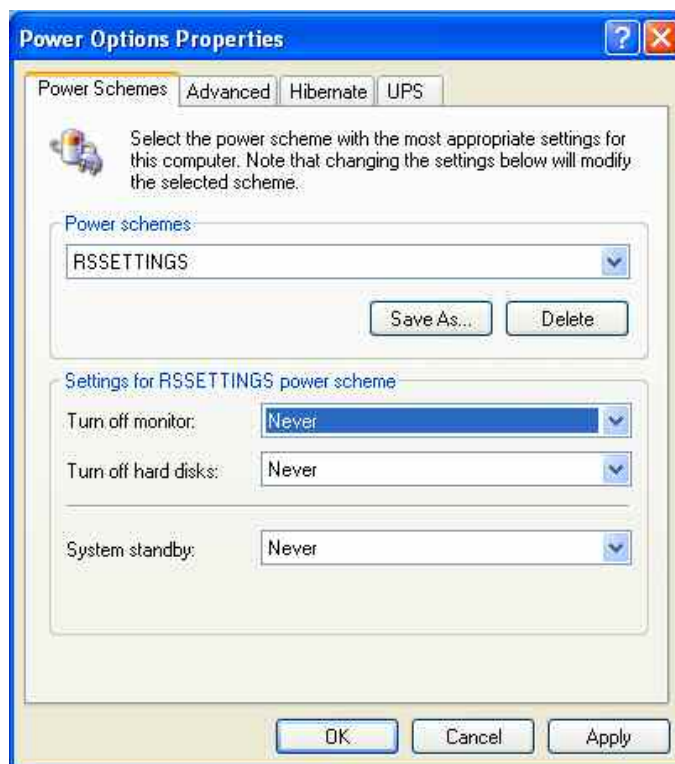 Power Options Properties
Power Schemes
Advanced
Hibernate
UPS
Select the power scheme with the most appropriate settings for
this computer. Note that changing the settings below will modify
the selected scheme.
Power schemes
RSSETTINGS
Save As...
Delete
Settings for RSSETTINGS power scheme
Turn off monitor:
Never
Turn off hard disks:
Never
System standby:
Never
OK
Cancel
Apply